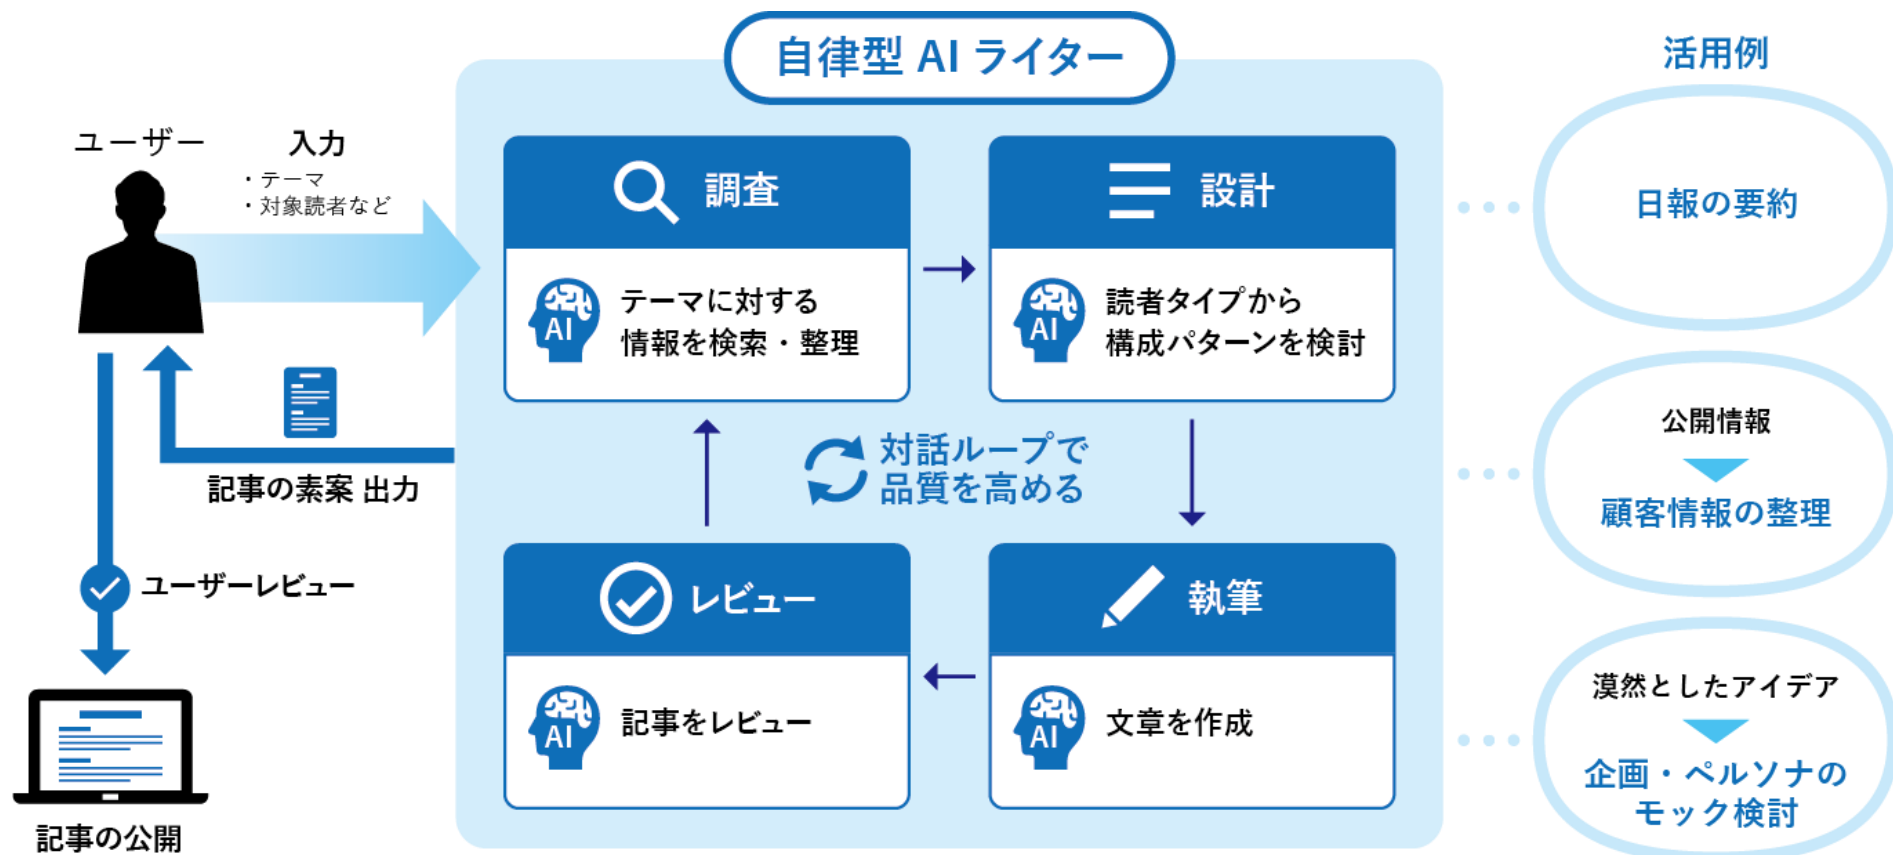 自律型 AI ライター
ユーザー
入力
・テーマ
・対象読者など
調査
AI
テーマに対する
情報を検索・整理
設計
AI
読者タイプから
構成パターンを検討
対話ループで
品質を高める
レビュー
AI
記事をレビュー
執筆
AI
文章を作成
記事の素案 出力
ユーザーレビュー
記事の公開
活用例
日報の要約
公開情報
顧客情報の整理
漠然としたアイデア
企画・ペルソナの
モック検討